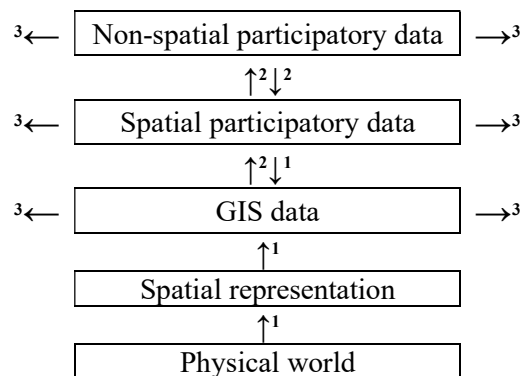 ³← Non-spatial participatory data →³
↑² ↓²
³← Spatial participatory data →³
↑² ↓¹
³← GIS data →³
↑¹
Spatial representation
↑¹
Physical world